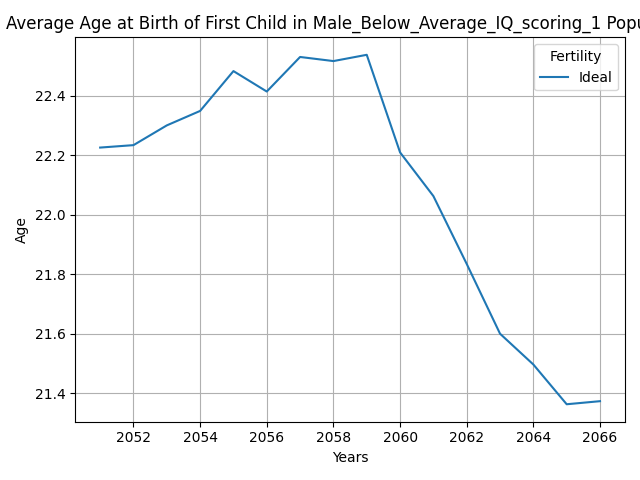 Average Age at Birth of First Child in Male_Below_Average_IQ_scoring_1
Fertility
Ideal
22.4
22.2
22.0
21.8
21.6
21.4
Age
2052 2054 2056 2058 2060 2062 2064 2066
Years